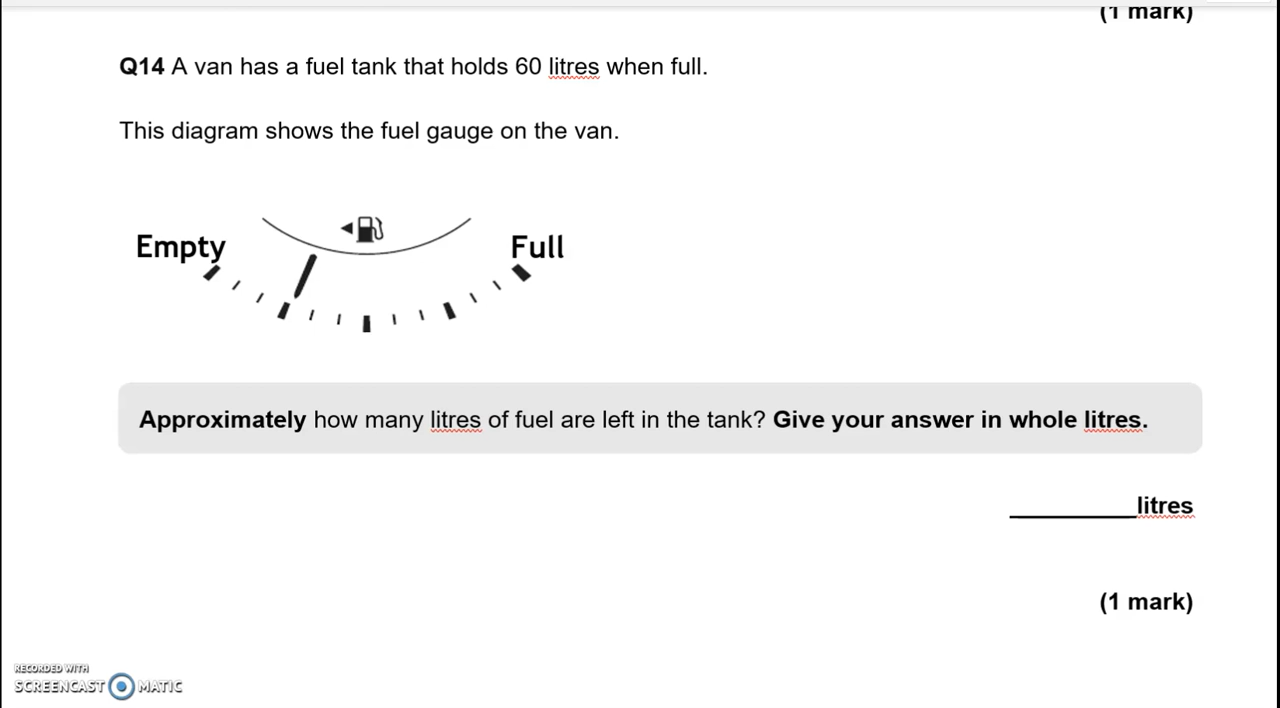 (1 mark)
Q14 A van has a fuel tank that holds 60 litres when full.
This diagram shows the fuel gauge on the van.
Empty
Full
Approximately how many litres of fuel are left in the tank? Give your answer in whole litres.
__________litres
(1 mark)
RECORDED WITH
SCREENCAST MATIC